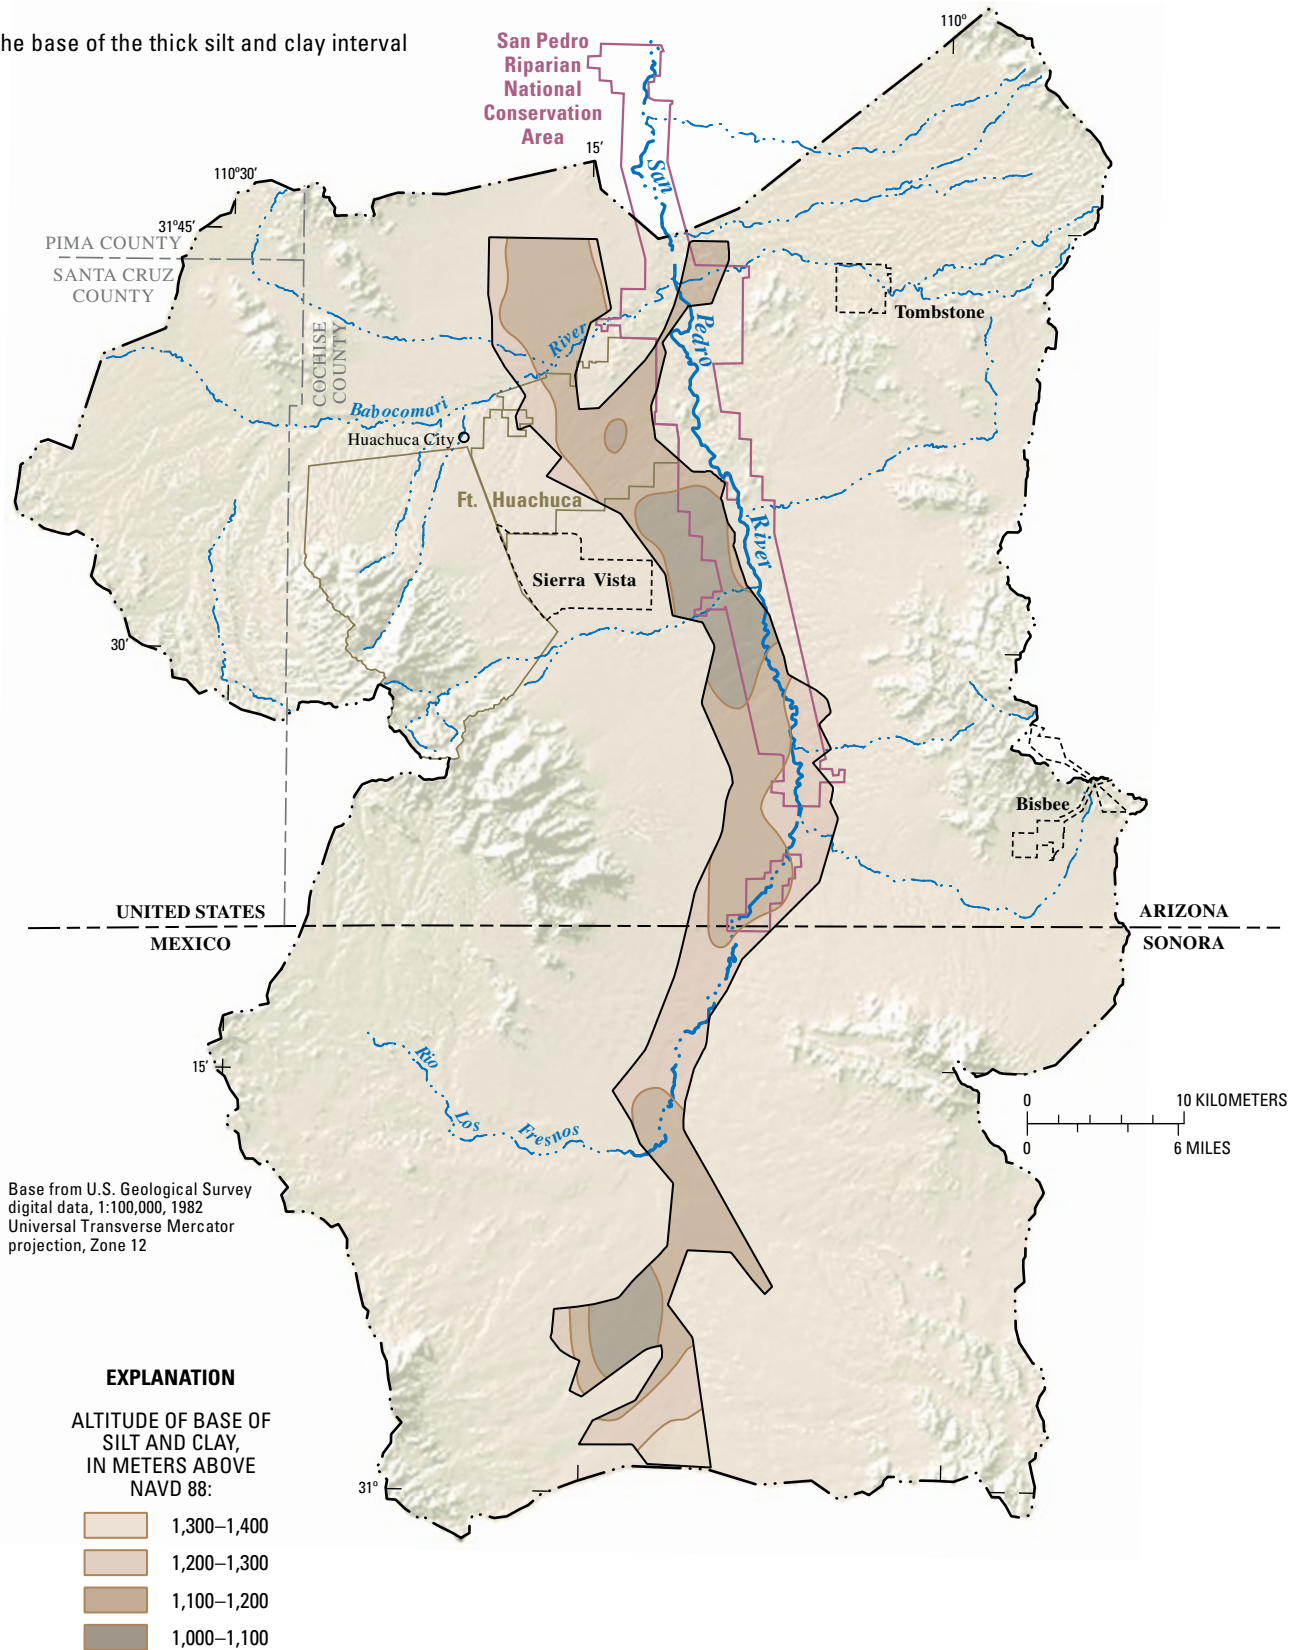 he base of the thick silt and clay interval
San Pedro
Riparian
National
Conservation
Area
110°
15′
110°30′
31°45′
PIMA COUNTY
SANTA CRUZ
COUNTY
COCHISE
COUNTY
San
Pedro
River
Tombstone
River
Babocomari
Huachuca City
Ft. Huachuca
Sierra Vista
30′
Bisbee
UNITED STATES
MEXICO
ARIZONA
SONORA
15′
Rio
Los
Fresnos
0 10 KILOMETERS
0 6 MILES
Base from U.S. Geological Survey
digital data, 1:100,000, 1982
Universal Transverse Mercator
projection, Zone 12
31°
EXPLANATION
ALTITUDE OF BASE OF
SILT AND CLAY,
IN METERS ABOVE
NAVD 88:
1,300–1,400
1,200–1,300
1,100–1,200
1,000–1,100